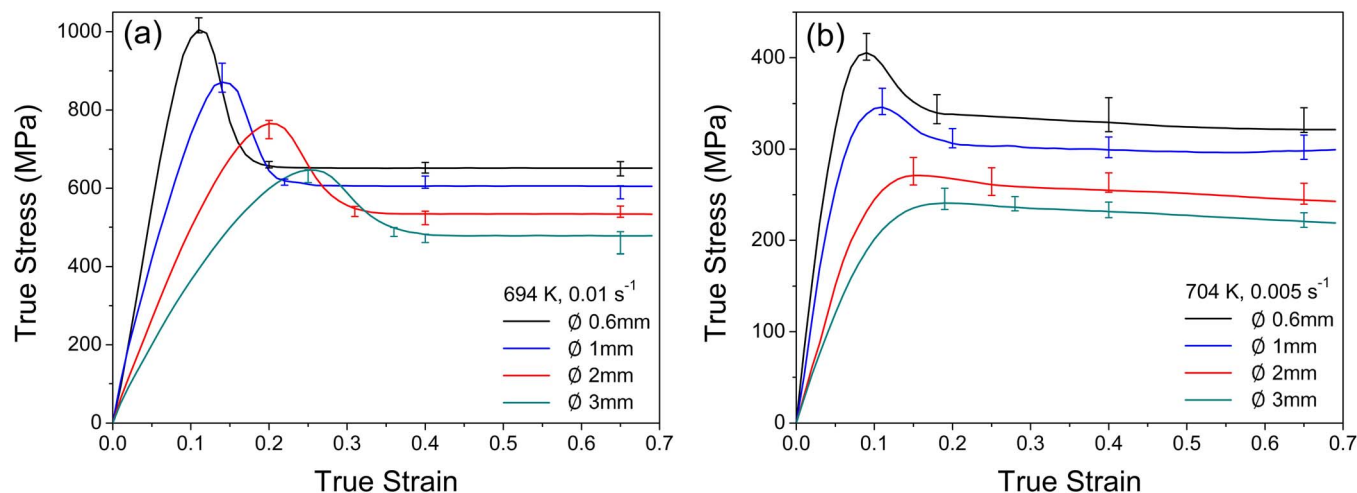 (a)
True Stress (MPa)
1000
800
600
400
200
0
0.0 0.1 0.2 0.3 0.4 0.5 0.6 0.7
True Strain
694 K, 0.01 s⁻¹
Ø 0.6mm
Ø 1mm
Ø 2mm
Ø 3mm
(b)
True Stress (MPa)
400
300
200
100
0
0.0 0.1 0.2 0.3 0.4 0.5 0.6 0.7
True Strain
704 K, 0.005 s⁻¹
Ø 0.6mm
Ø 1mm
Ø 2mm
Ø 3mm